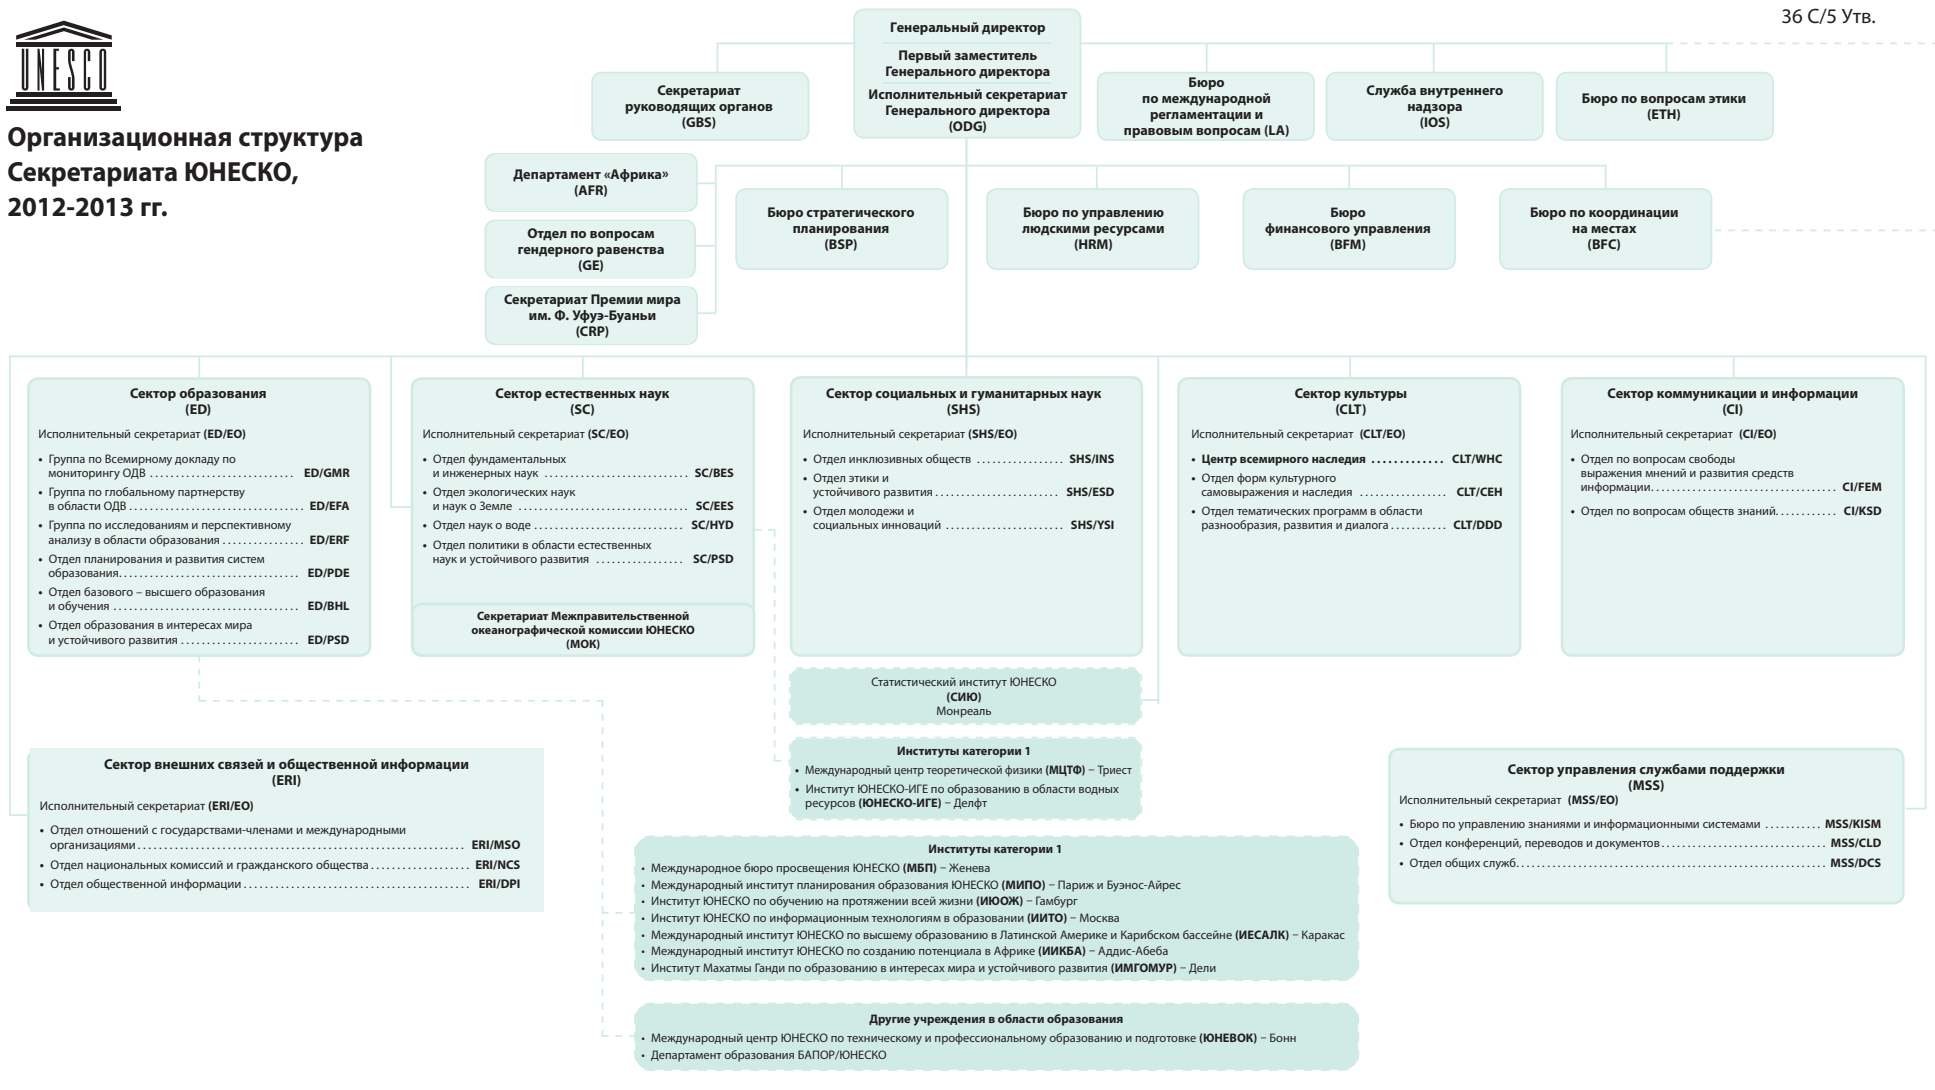 36 C/5 Утв.
UNESCO
Организационная структура
Секретариата ЮНЕСКО,
2012-2013 гг.
Генеральный директор
Первый заместитель
Генерального директора
Исполнительный секретариат
Генерального директора
(ODG)
Секретариат
руководящих органов
(GBS)
Бюро
по международной
регламентации и
правовым вопросам (LA)
Служба внутреннего
надзора
(IOS)
Бюро по вопросам этики
(ETH)
Департамент «Африка»
(AFR)
Отдел по вопросам
гендерного равенства
(GE)
Секретариат Премии мира
им. Ф. Уфуэ-Буаньи
(CRP)
Бюро стратегического
планирования
(BSP)
Бюро по управлению
людскими ресурсами
(HRM)
Бюро
финансового управления
(BFM)
Бюро по координации
на местах
(BFC)
Сектор образования
(ED)
Исполнительный секретариат (ED/EO)
• Группа по Всемирному докладу по
мониторингу ОДВ ........................ ED/GMR
• Группа по глобальному партнерству
в области ОДВ ........................ ED/EFA
• Группа по исследованиям и перспективному
анализу в области образования ................ ED/ERF
• Отдел планирования и развития систем
образования........................ ED/PDE
• Отдел базового – высшего образования
и обучения ........................ ED/BHL
• Отдел образования в интересах мира
и устойчивого развития ........................ ED/PSD
Сектор естественных наук
(SC)
Исполнительный секретариат (SC/EO)
• Отдел фундаментальных
и инженерных наук ........................ SC/BES
• Отдел экологических наук
и наук о Земле ........................ SC/EES
• Отдел наук о воде ........................ SC/HYD
• Отдел политики в области естественных
наук и устойчивого развития ................. SC/PSD
Секретариат Межправительственной
океанографической комиссии ЮНЕСКО
(МОК)
Сектор социальных и гуманитарных наук
(SHS)
Исполнительный секретариат (SHS/EO)
• Отдел инклюзивных обществ ................. SHS/INS
• Отдел этики и
устойчивого развития........................ SHS/ESD
• Отдел молодежи и
социальных инноваций ...................... SHS/YSI
Сектор культуры
(CLT)
Исполнительный секретариат (CLT/EO)
• Центр всемирного наследия ............. CLT/WHC
• Отдел форм культурного
самовыражения и наследия ................. CLT/CEH
• Отдел тематических программ в области
разнообразия, развития и диалога........... CLT/DDD
Сектор коммуникации и информации
(CI)
Исполнительный секретариат (CI/EO)
• Отдел по вопросам свободы
выражения мнений и развития средств
информации........................ CI/FEM
• Отдел по вопросам обществ знаний............ CI/KSD
Статистический институт ЮНЕСКО
(СИЮ)
Монреаль
Институты категории 1
• Международный центр теоретической физики (МЦТФ) – Триест
• Институт ЮНЕСКО-ИГЕ по образованию в области водных
ресурсов (ЮНЕСКО-ИГЕ) – Делфт
Сектор внешних связей и общественной информации
(ERI)
Исполнительный секретариат (ERI/EO)
• Отдел отношений с государствами-членами и международными
организациями........................ ERI/MSO
• Отдел национальных комиссий и гражданского общества................... ERI/NCS
• Отдел общественной информации........................ ERI/DPI
Сектор управления службами поддержки
(MSS)
Исполнительный секретариат (MSS/EO)
• Бюро по управлению знаниями и информационными системами ........... MSS/KISM
• Отдел конференций, переводов и документов........................ MSS/CLD
• Отдел общих служб........................ MSS/DCS
Институты категории 1
• Международное бюро просвещения ЮНЕСКО (МБП) – Женева
• Международный институт планирования образования ЮНЕСКО (МИПО) – Париж и Буэнос-Айрес
• Институт ЮНЕСКО по обучению на протяжении всей жизни (ИЮОЖ) – Гамбург
• Институт ЮНЕСКО по информационным технологиям в образовании (ИИТО) – Москва
• Международный институт ЮНЕСКО по высшему образованию в Латинской Америке и Карибском бассейне (ИЕСАЛК) – Каракас
• Международный институт ЮНЕСКО по созданию потенциала в Африке (ИИКБА) – Аддис-Абеба
• Институт Махатмы Ганди по образованию в интересах мира и устойчивого развития (ИМГОМУР) – Дели
Другие учреждения в области образования
• Международный центр ЮНЕСКО по техническому и профессиональному образованию и подготовке (ЮНЕВОК) – Бонн
• Департамент образования БАПОР/ЮНЕСКО